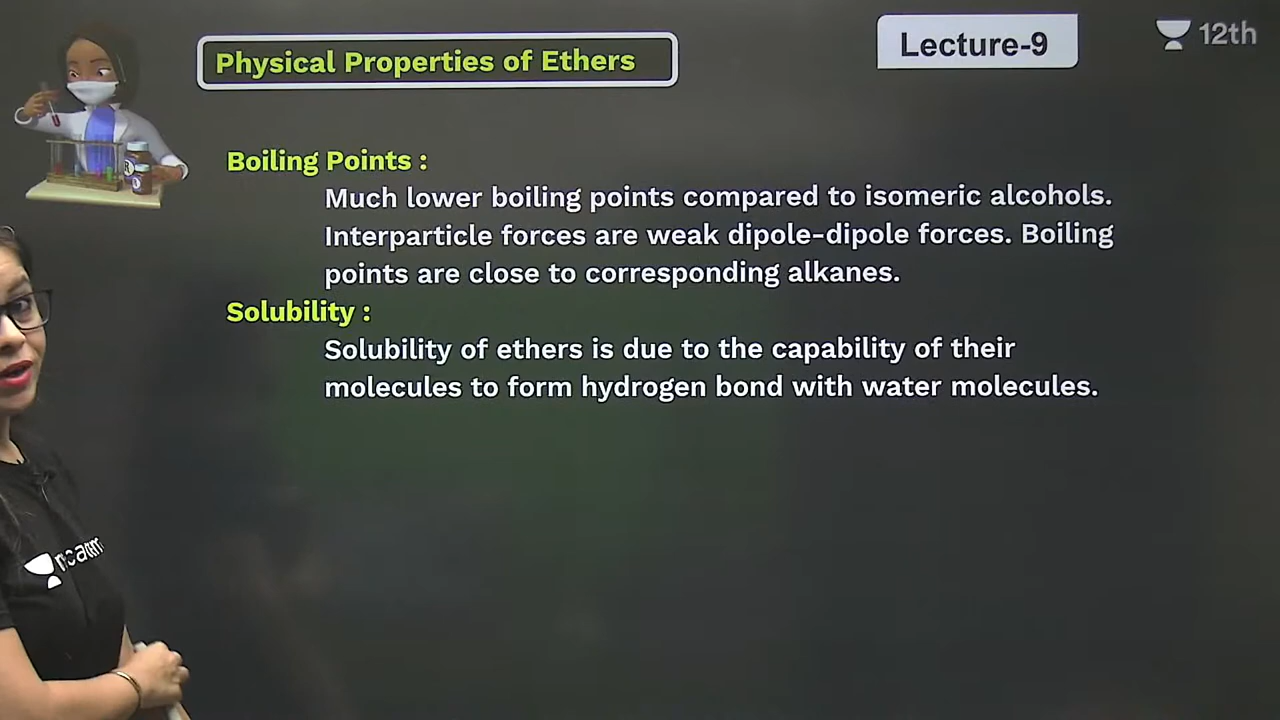 Physical Properties of Ethers
Lecture-9
12th
Boiling Points :
Much lower boiling points compared to isomeric alcohols.
Interparticle forces are weak dipole-dipole forces. Boiling
points are close to corresponding alkanes.
Solubility :
Solubility of ethers is due to the capability of their
molecules to form hydrogen bond with water molecules.